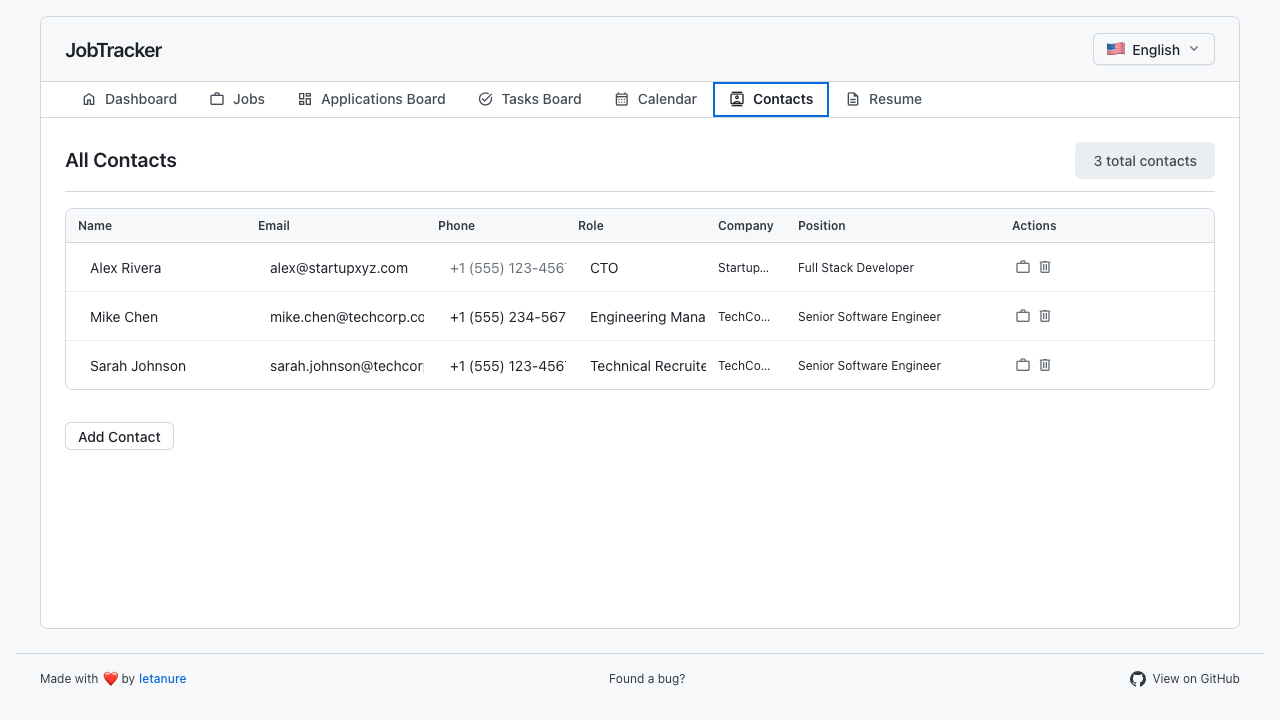 JobTracker
English
Dashboard
Jobs
Applications Board
Tasks Board
Calendar
Contacts
Resume
All Contacts
3 total contacts
Name Email Phone Role Company Position Actions
Alex Rivera alex@startupxyz.com +1 (555) 123-456 CTO Startup... Full Stack Developer
Mike Chen mike.chen@techcorp.co +1 (555) 234-567 Engineering Mana TechCo... Senior Software Engineer
Sarah Johnson sarah.johnson@techcor +1 (555) 123-456 Technical Recruite TechCo... Senior Software Engineer
Add Contact
Made with ❤️ by letanure
Found a bug?
View on GitHub